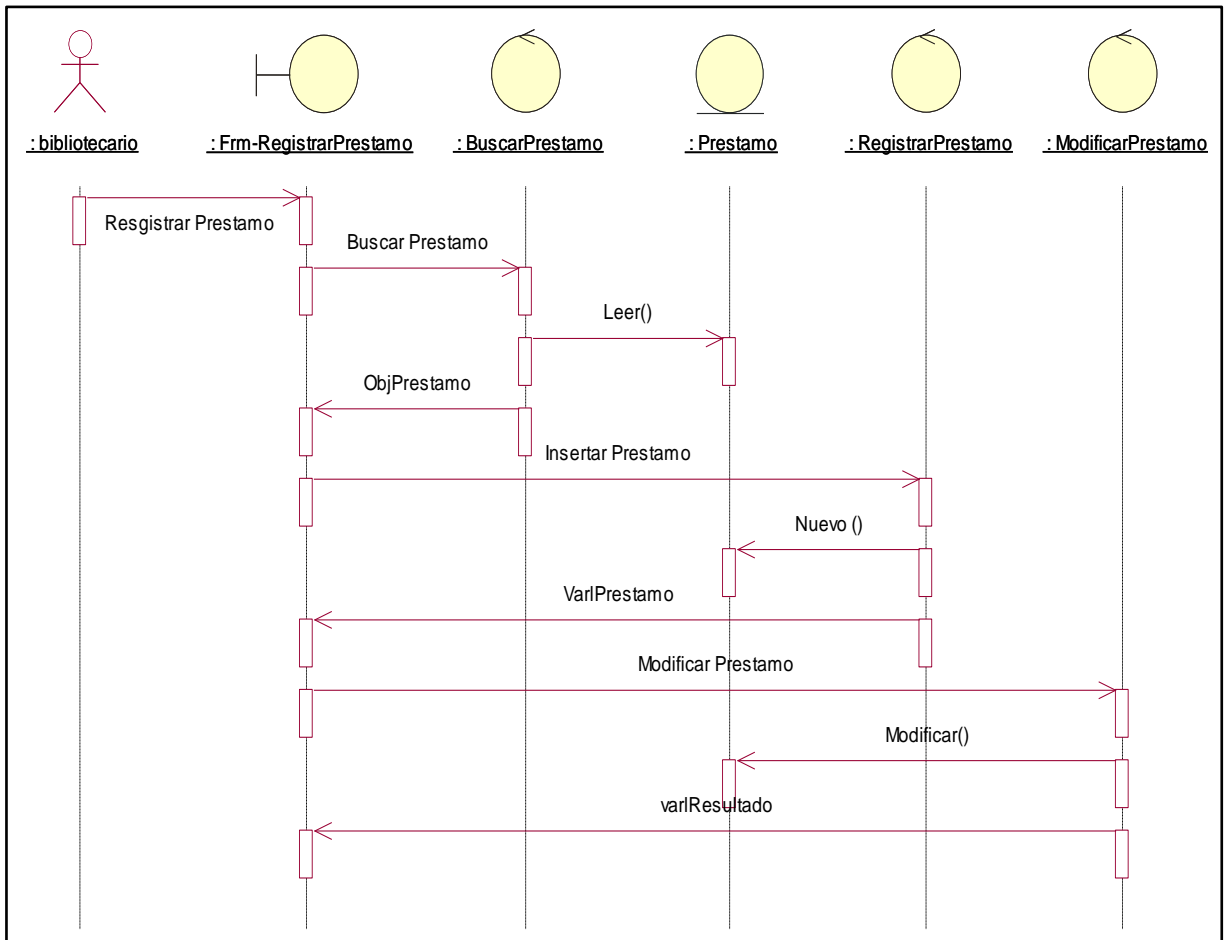 : bibliotecario
: Frm-RegistrarPrestamo
: BuscarPrestamo
: Prestamo
: RegistrarPrestamo
: ModificarPrestamo
Resgistrar Prestamo
Buscar Prestamo
Leer()
ObjPrestamo
Insertar Prestamo
Nuevo ()
VarlPrestamo
Modificar Prestamo
Modificar()
varlResultado